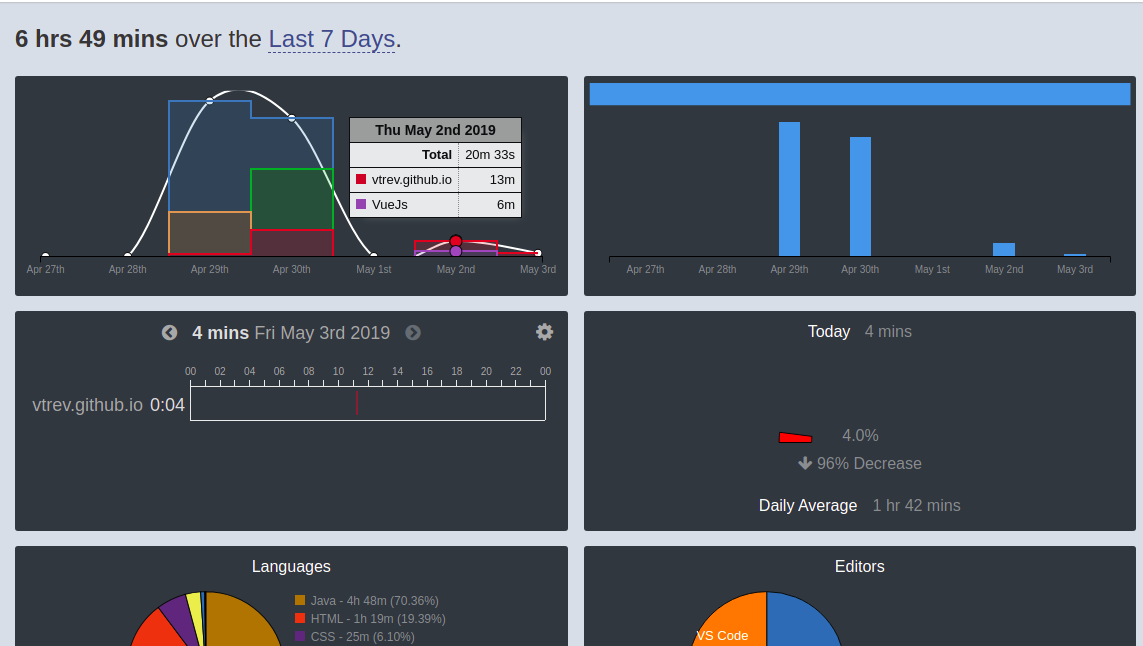 6 hrs 49 mins over the Last 7 Days.
Thu May 2nd 2019
Total 20m 33s
vtrev.github.io 13m
VueJs 6m
Apr 27th Apr 28th Apr 29th Apr 30th May 1st May 2nd May 3rd
Apr 27th Apr 28th Apr 29th Apr 30th May 1st May 2nd May 3rd
4 mins Fri May 3rd 2019
00 02 04 06 08 10 12 14 16 18 20 22 00
vtrev.github.io 0:04
Today 4 mins
4.0%
96% Decrease
Daily Average 1 hr 42 mins
Languages
Java - 4h 48m (70.36%)
HTML - 1h 19m (19.39%)
CSS - 25m (6.10%)
Editors
VS Code